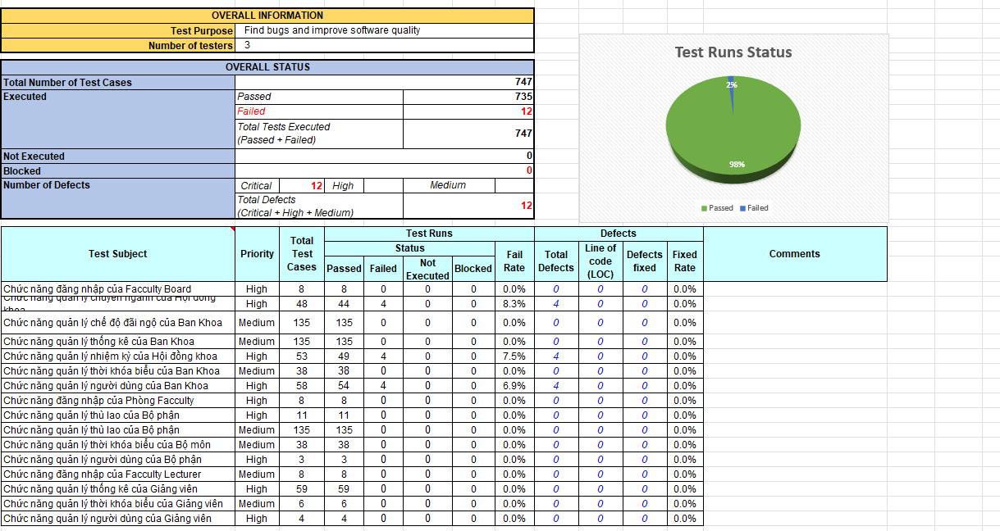 OVERALL INFORMATION
Test Purpose Find bugs and improve software quality
Number of testers 3
OVERALL STATUS
Total Number of Test Cases 747
Executed Passed 735
Failed 12
Total Tests Executed
(Passed + Failed) 747
Not Executed 0
Blocked 0
Number of Defects Critical 12 High Medium
Total Defects
(Critical + High + Medium) 12
Test Runs Status
2%
98%
Passed Failed
Test Subject Priority Total Test Cases Test Runs Defects Comments
Status Fail Rate Total Defects Line of code (LOC) Defects fixed Fixed Rate
Passed Failed Not Executed Blocked
Chức năng đăng nhập của Facculty Board High 8 8 0 0 0 0.0% 0 0 0 0.0%
Chức năng quản lý chuyên ngành của Hội đồng khoa High 48 44 4 0 0 8.3% 4 0 0 0.0%
Chức năng quản lý chế độ đãi ngộ của Ban Khoa Medium 135 135 0 0 0 0.0% 0 0 0 0.0%
Chức năng quản lý thống kê của Ban Khoa Medium 135 135 0 0 0 0.0% 0 0 0 0.0%
Chức năng quản lý nhiệm kỳ của Hội đồng khoa High 53 49 4 0 0 7.5% 4 0 0 0.0%
Chức năng quản lý thời khóa biểu của Ban Khoa Medium 38 38 0 0 0 0.0% 0 0 0 0.0%
Chức năng quản lý người dùng của Ban Khoa High 58 54 4 0 0 6.9% 4 0 0 0.0%
Chức năng đăng nhập của Phòng Facculty High 8 8 0 0 0 0.0% 0 0 0 0.0%
Chức năng quản lý thù lao của Bộ phận High 11 11 0 0 0 0.0% 0 0 0 0.0%
Chức năng quản lý thù lao của Bộ phận Medium 135 135 0 0 0 0.0% 0 0 0 0.0%
Chức năng quản lý thời khóa biểu của Bộ môn Medium 38 38 0 0 0 0.0% 0 0 0 0.0%
Chức năng quản lý người dùng của Bộ phận High 3 3 0 0 0 0.0% 0 0 0 0.0%
Chức năng đăng nhập của Facculty Lecturer Medium 8 8 0 0 0 0.0% 0 0 0 0.0%
Chức năng quản lý thống kê của Giảng viên High 59 59 0 0 0 0.0% 0 0 0 0.0%
Chức năng quản lý thời khóa biểu của Giảng viên Medium 6 6 0 0 0 0.0% 0 0 0 0.0%
Chức năng quản lý người dùng của Giảng viên High 4 4 0 0 0 0.0% 0 0 0 0.0%